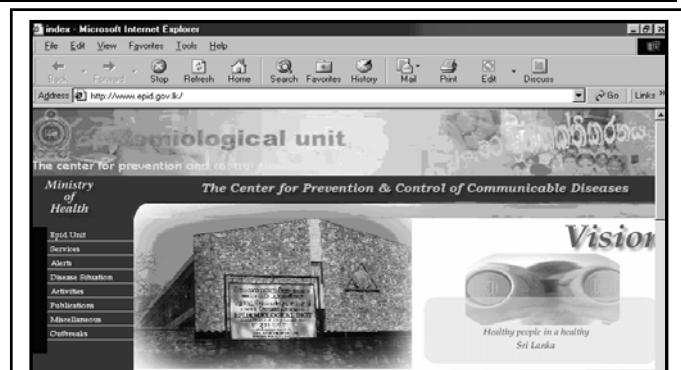 index - Microsoft Internet Explorer
File Edit View Favorites Tools Help
Back Forward Stop Refresh Home Search Favorites History Mail Print Edit Discuss
Address http://www.epid.gov.lk/ Go Links »
emiological unit
The center for prevention and control
Ministry
of
Health
The Center for Prevention & Control of Communicable Diseases
Epid Unit
Services
Alerts
Disease Situation
Activities
Publications
Miscellaneous
Outbreaks
Vision
Healthy people in a healthy
Sri Lanka